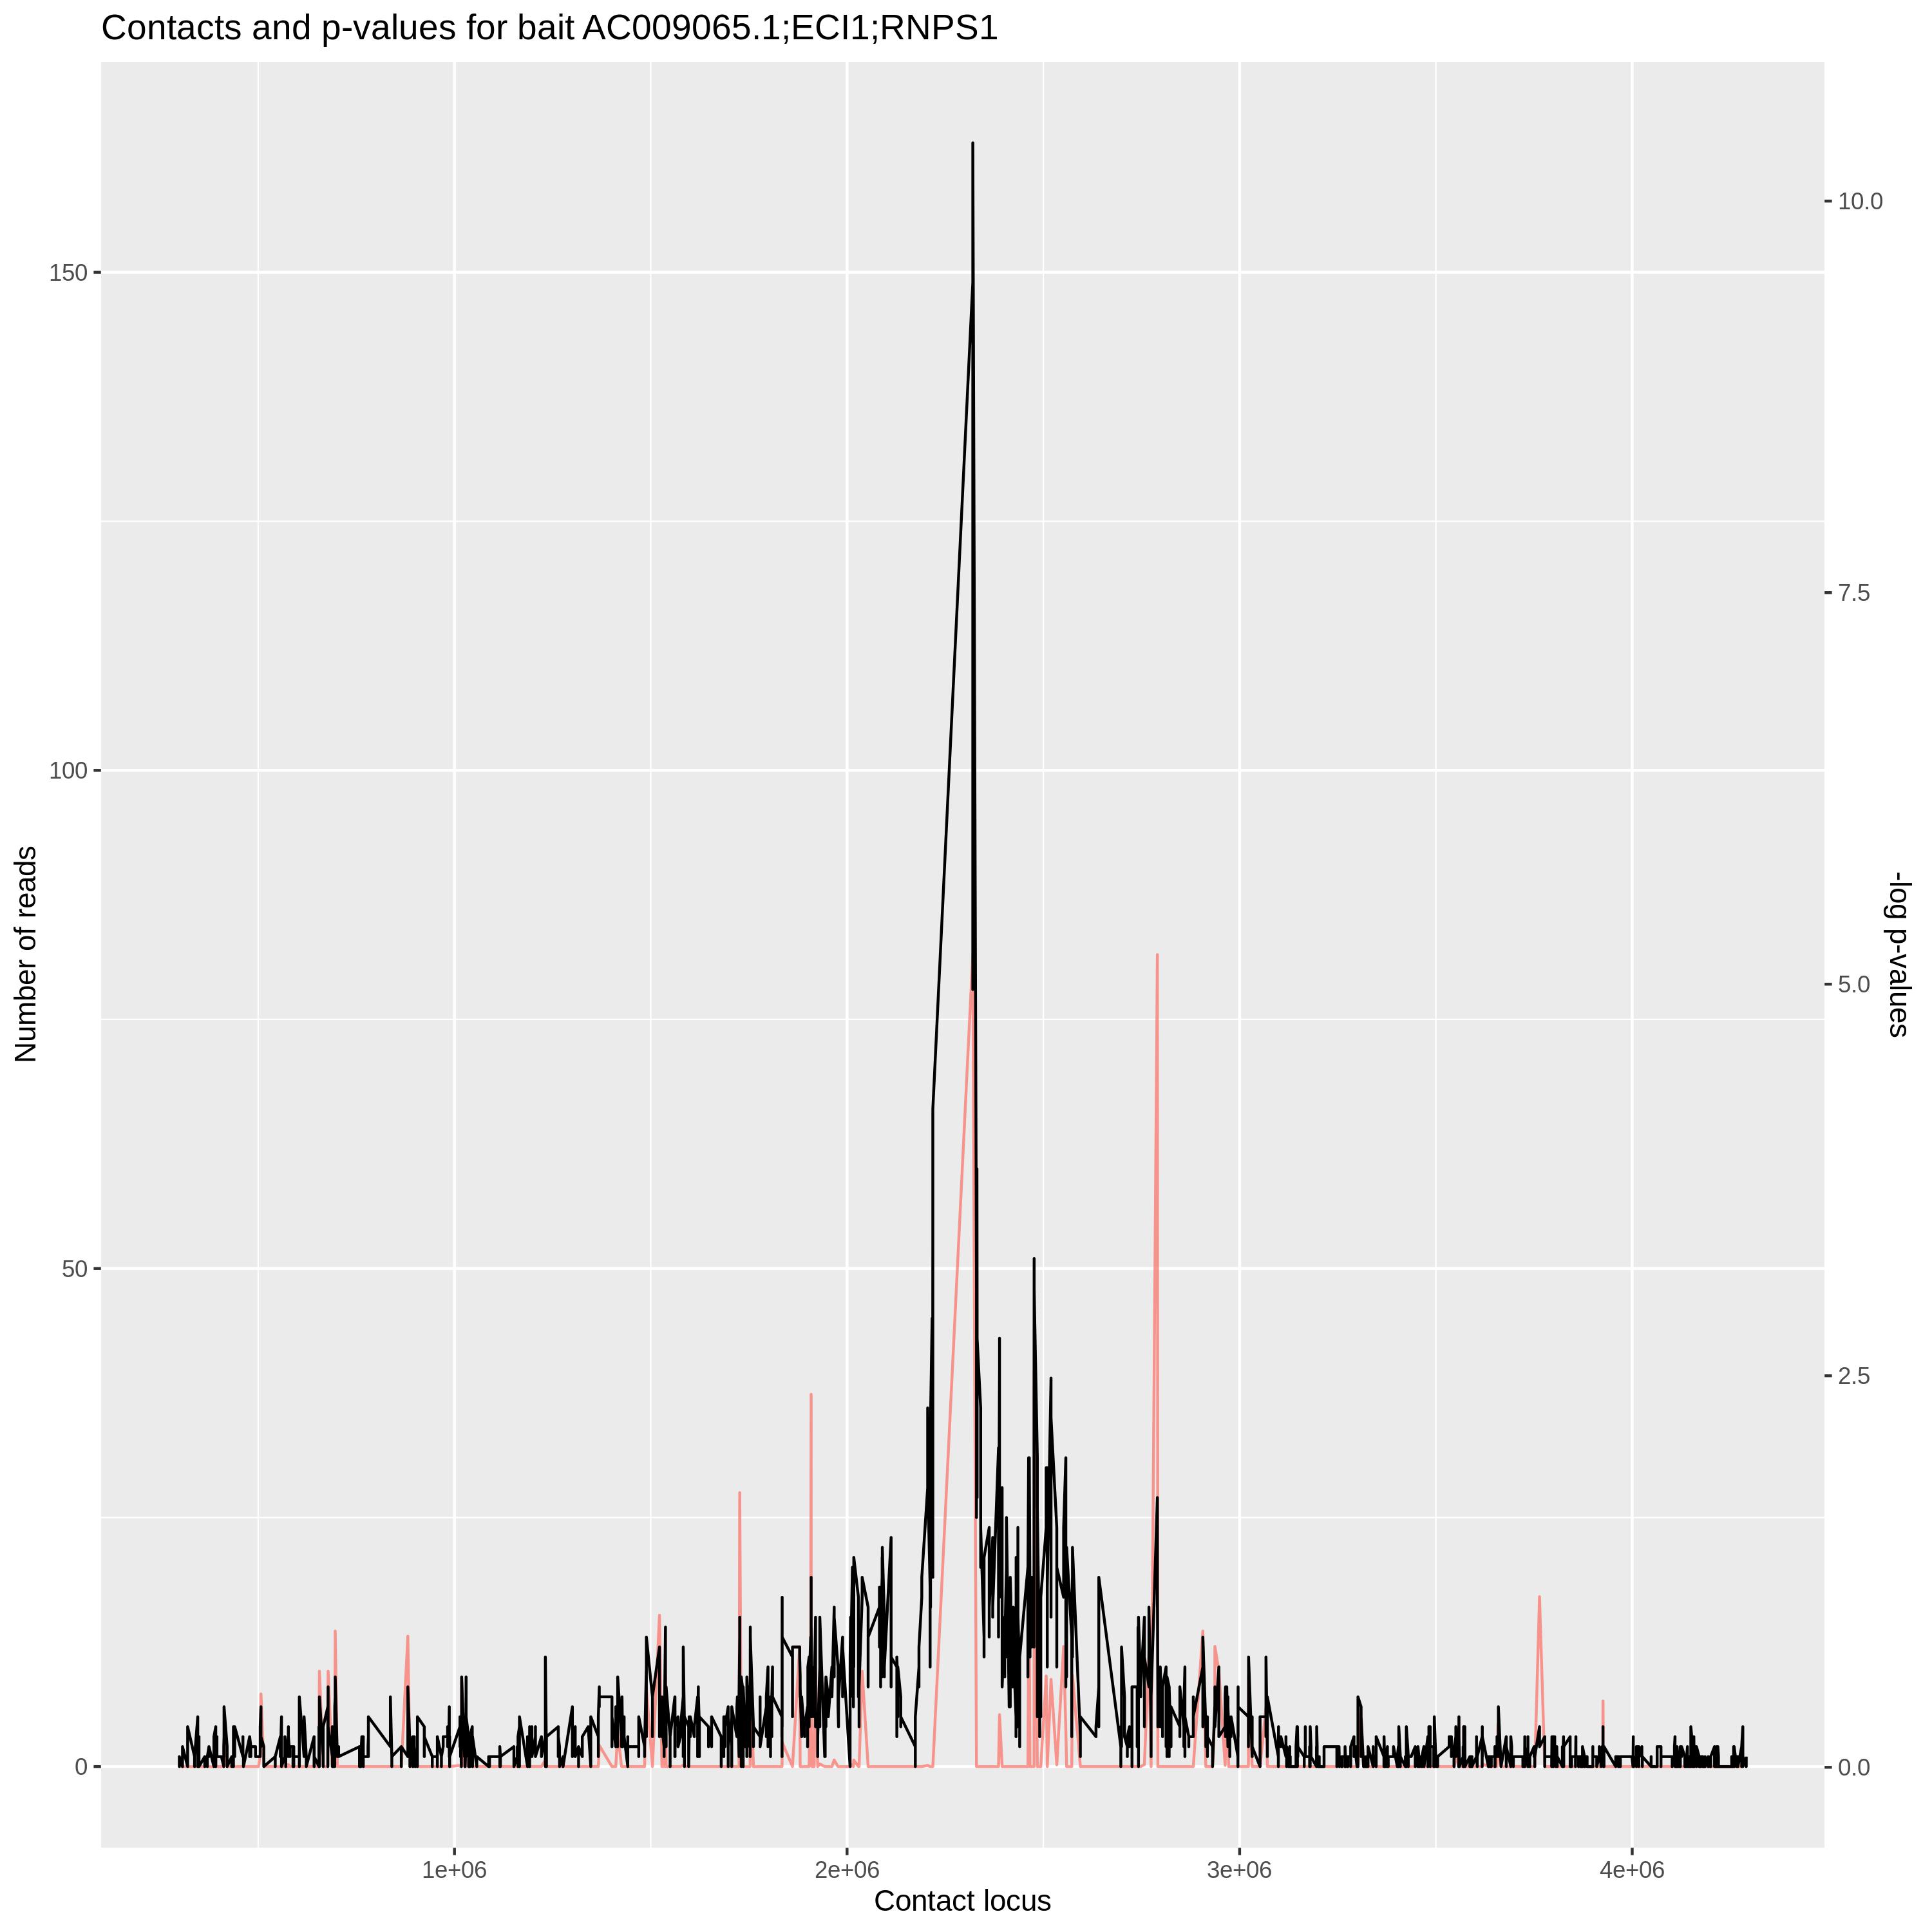 Contacts and p-values for bait AC009065.1;ECI1;RNPS1
Number of reads
150
100
50
0
10.0
7.5
5.0
2.5
0.0
-log p-values
1e+06
2e+06
3e+06
4e+06
Contact locus